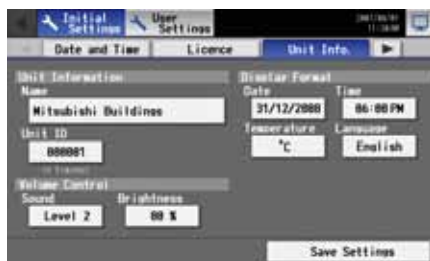 Initial Settings
User Settings
Date and Time
Licence
Unit Info.
Unit Information
Name
Mitsubishi Buildings
Unit ID
000001
Volume Control
Sound
Brightness
Level 2
80 %
Display Format
Date
Time
31/12/2000
06:00 PM
Temperature
Language
°C
English
Save Settings